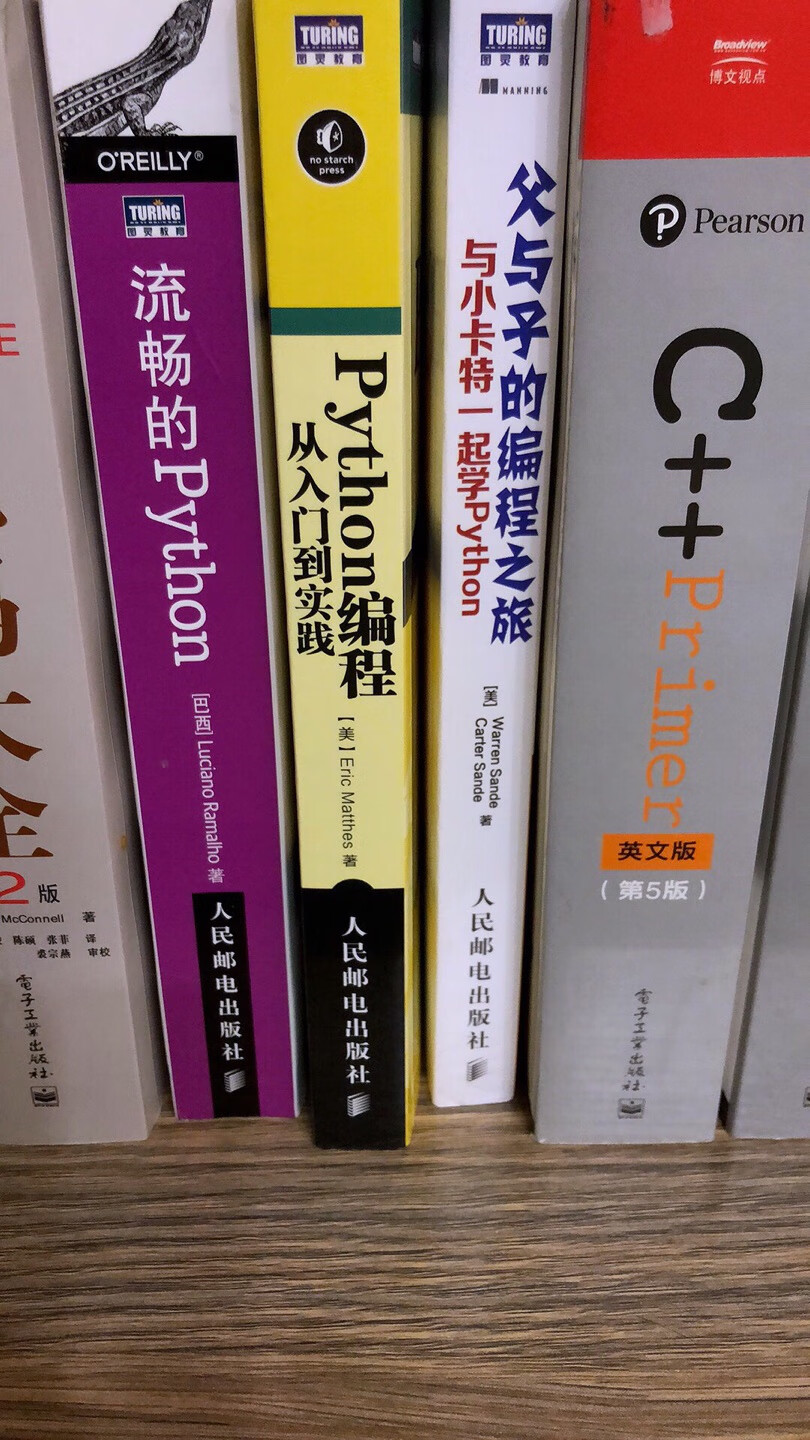 大全
2版
McConnell 著
陈硕 张菲 译
裘宗燕 审校
電子工業出版社
O'REILLY®
TURING
图灵教育
流畅的Python
[巴西] Luciano Ramalho 著
人民邮电出版社
TURING
图灵教育
no starch
press
Python编程
从入门到实践
【美】Eric Matthes 著
人民邮电出版社
TURING
图灵教育
MANNING
父与子的编程之旅
与小卡特一起学Python
[美] Warren Sande
Carter Sande 著
人民邮电出版社
Broadview®
博文视点
Pearson
C++ Primer
英文版
(第5版)
電子工業出版社